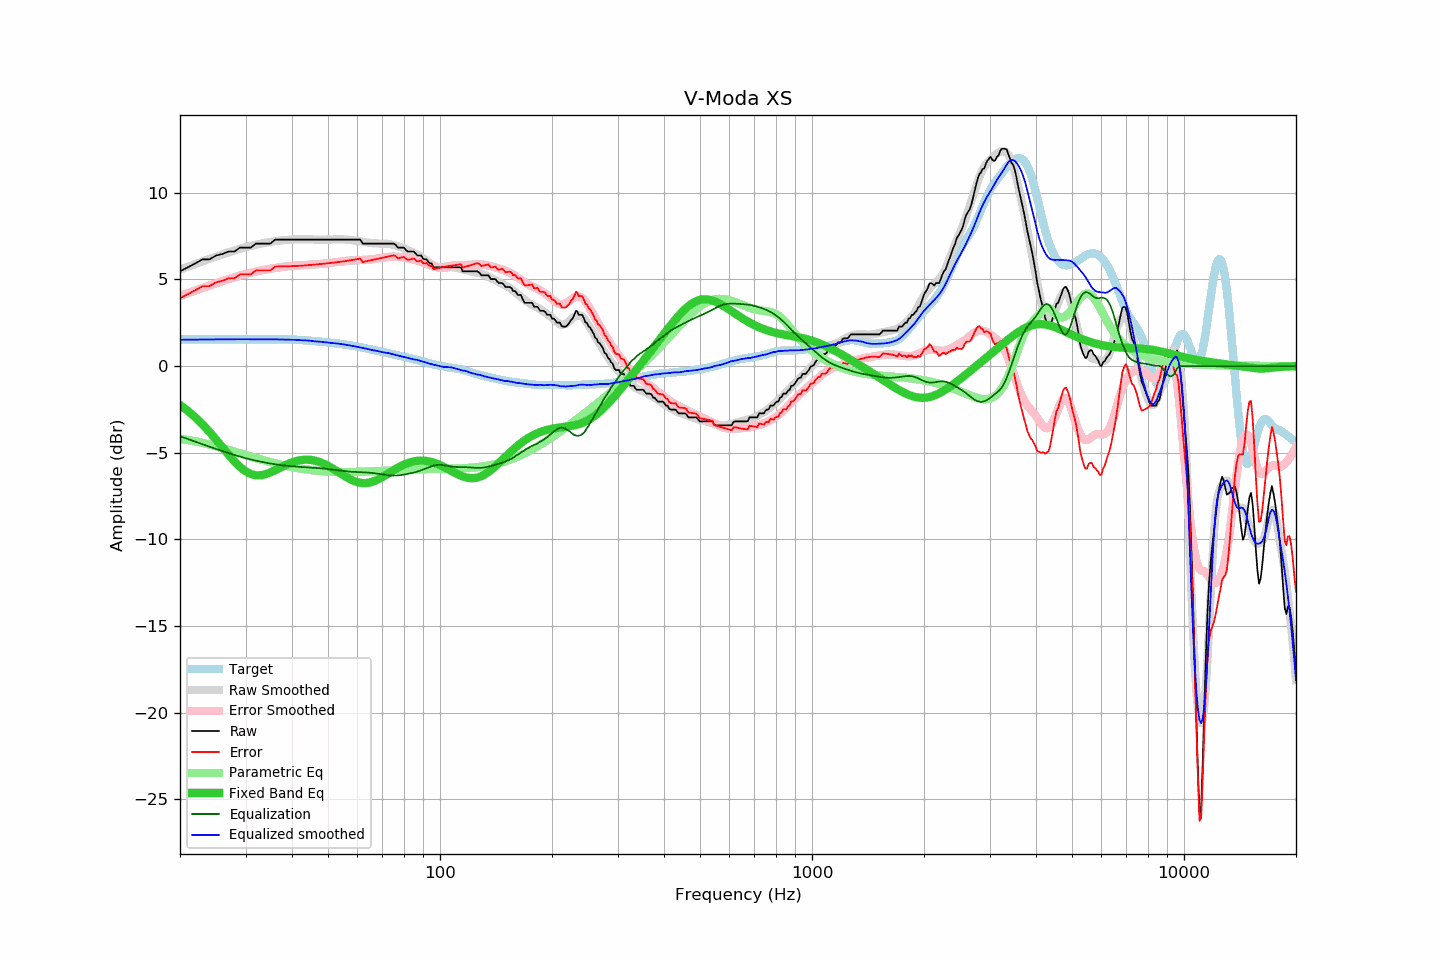 V-Moda XS
10
5
0
−5
−10
−15
−20
−25
Amplitude (dBr)
Target
Raw Smoothed
Error Smoothed
Raw
Error
Parametric Eq
Fixed Band Eq
Equalization
Equalized smoothed
100 1000 10000
Frequency (Hz)